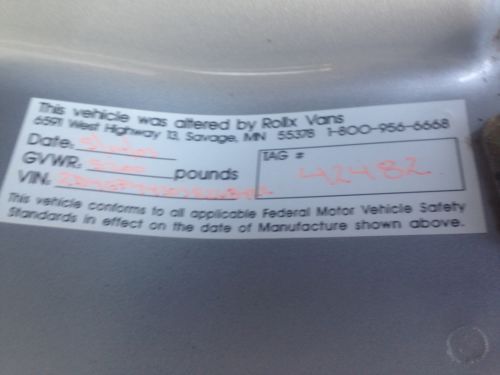 This vehicle was altered by Rollx Vans
6591 West Highway 13, Savage, MN 55378 1-800-956-6668
Date:
GVWR: pounds
VIN:
TAG #
42482
This vehicle conforms to all applicable Federal Motor Vehicle Safety
Standards in effect on the date of Manufacture shown above.